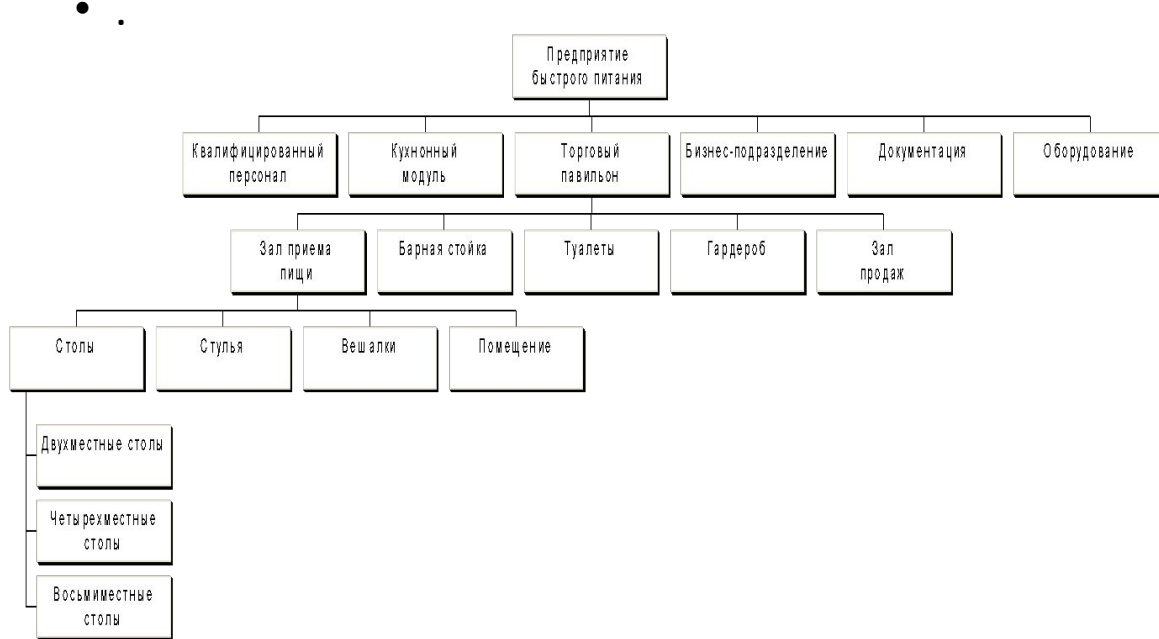 Предприятие
быстрого питания
Квалифицированный
персонал
Кухнонный
модуль
Торговый
павильон
Бизнес-подразделение
Документация
Оборудование
Зал приема
пищи
Барная стойка
Туалеты
Гардероб
Зал
продаж
Столы
Стулья
Вешалки
Помещение
Двухместные столы
Четырехместные
столы
Восьмиместные
столы